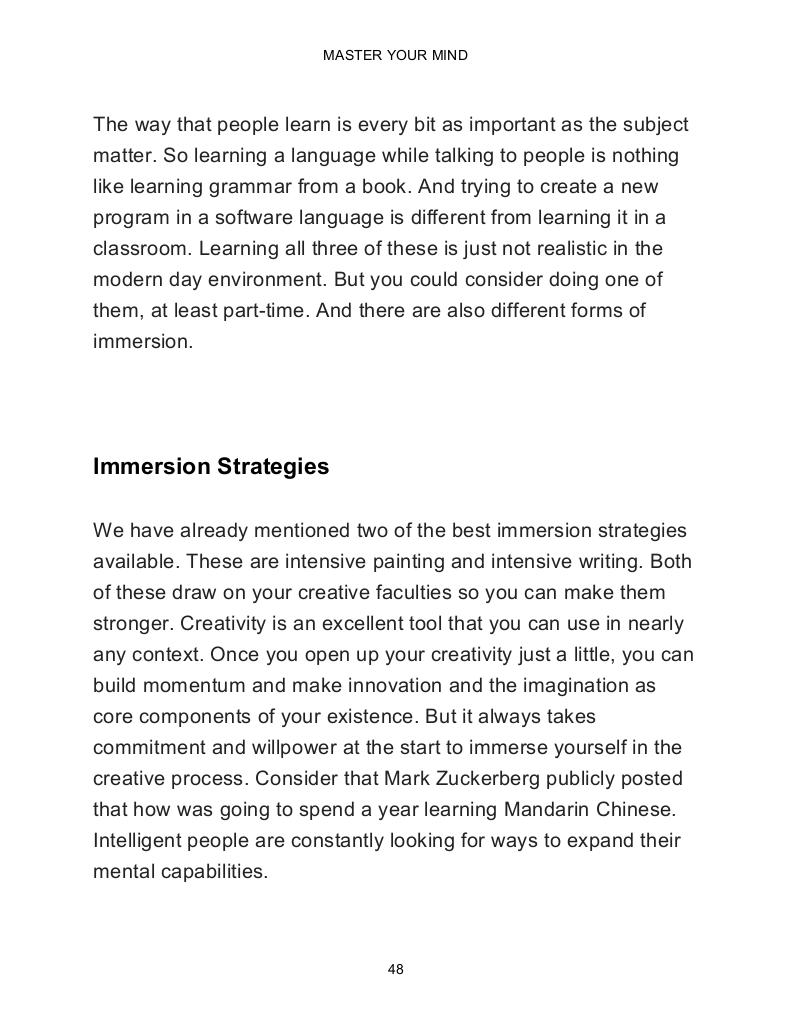 MASTER YOUR MIND
The way that people learn is every bit as important as the subject
matter. So learning a language while talking to people is nothing
like learning grammar from a book. And trying to create a new
program in a software language is different from learning it in a
classroom. Learning all three of these is just not realistic in the
modern day environment. But you could consider doing one of
them, at least part-time. And there are also different forms of
immersion.
Immersion Strategies
We have already mentioned two of the best immersion strategies
available. These are intensive painting and intensive writing. Both
of these draw on your creative faculties so you can make them
stronger. Creativity is an excellent tool that you can use in nearly
any context. Once you open up your creativity just a little, you can
build momentum and make innovation and the imagination as
core components of your existence. But it always takes
commitment and willpower at the start to immerse yourself in the
creative process. Consider that Mark Zuckerberg publicly posted
that how was going to spend a year learning Mandarin Chinese.
Intelligent people are constantly looking for ways to expand their
mental capabilities.
48